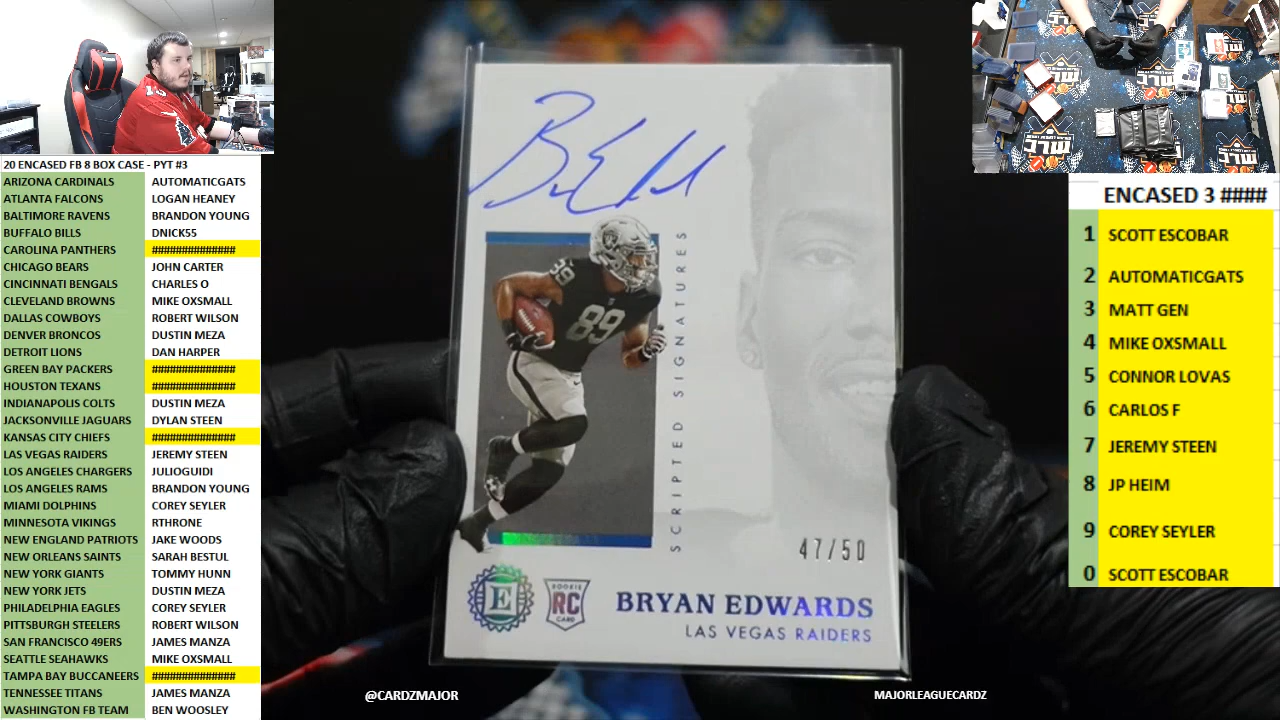 20 ENCASED FB 8 BOX CASE - PYT #3
ARIZONA CARDINALS AUTOMATICGATS
ATLANTA FALCONS LOGAN HEANEY
BALTIMORE RAVENS BRANDON YOUNG
BUFFALO BILLS DNICK55
CAROLINA PANTHERS ##############
CHICAGO BEARS JOHN CARTER
CINCINNATI BENGALS CHARLES O
CLEVELAND BROWNS MIKE OXSMALL
DALLAS COWBOYS ROBERT WILSON
DENVER BRONCOS DUSTIN MEZA
DETROIT LIONS DAN HARPER
GREEN BAY PACKERS ##############
HOUSTON TEXANS ##############
INDIANAPOLIS COLTS DUSTIN MEZA
JACKSONVILLE JAGUARS DYLAN STEEN
KANSAS CITY CHIEFS ##############
LAS VEGAS RAIDERS JEREMY STEEN
LOS ANGELES CHARGERS JULIOGUIDI
LOS ANGELES RAMS BRANDON YOUNG
MIAMI DOLPHINS COREY SEYLER
MINNESOTA VIKINGS RTHRONE
NEW ENGLAND PATRIOTS JAKE WOODS
NEW ORLEANS SAINTS SARAH BESTUL
NEW YORK GIANTS TOMMY HUNN
NEW YORK JETS DUSTIN MEZA
PHILADELPHIA EAGLES COREY SEYLER
PITTSBURGH STEELERS ROBERT WILSON
SAN FRANCISCO 49ERS JAMES MANZA
SEATTLE SEAHAWKS MIKE OXSMALL
TAMPA BAY BUCCANEERS ##############
TENNESSEE TITANS JAMES MANZA
WASHINGTON FB TEAM BEN WOOSLEY
89
89
SCRIPTED SIGNATURES
47/50
E
ROOKIE
RC
CARD
BRYAN EDWARDS
LAS VEGAS RAIDERS
@CARDZMAJOR
MAJORLEAGUECARDZ
ENCASED 3 ####
1 SCOTT ESCOBAR
2 AUTOMATICGATS
3 MATT GEN
4 MIKE OXSMALL
5 CONNOR LOVAS
6 CARLOS F
7 JEREMY STEEN
8 JP HEIM
9 COREY SEYLER
0 SCOTT ESCOBAR